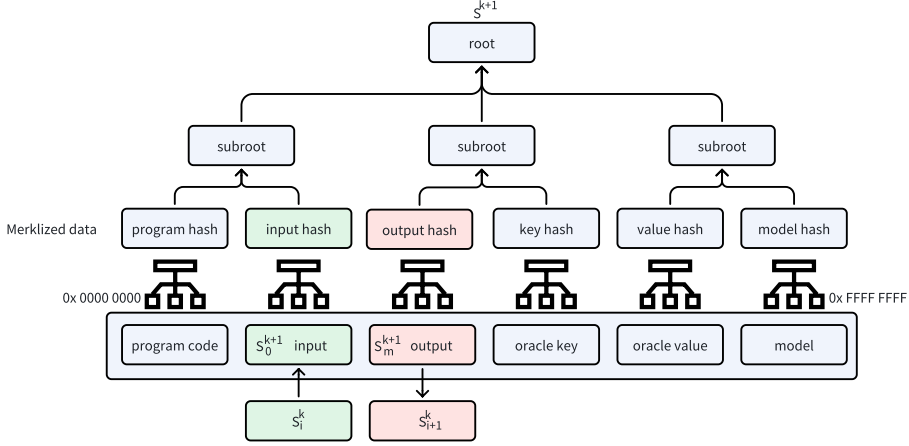 S^{k+1}
root
subroot subroot subroot
Merklized data program hash input hash output hash key hash value hash model hash
0x 0000 0000 0x FFFF FFFF
program code S_0^{k+1} input S_m^{k+1} output oracle key oracle value model
S_i^k S_{i+1}^k